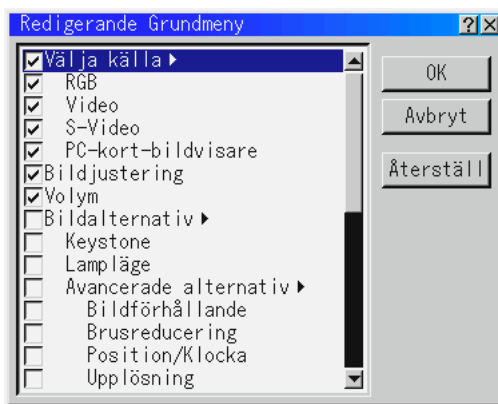 Redigerande Grundmeny
Välja källa
RGB
Video
S-Video
PC-kort-bildvisare
Bildjustering
Volym
Bildalternativ
Keystone
Lampläge
Avancerade alternativ
Bildförhållande
Brusreducering
Position/Klocka
Upplösning
OK
Avbryt
Återställ